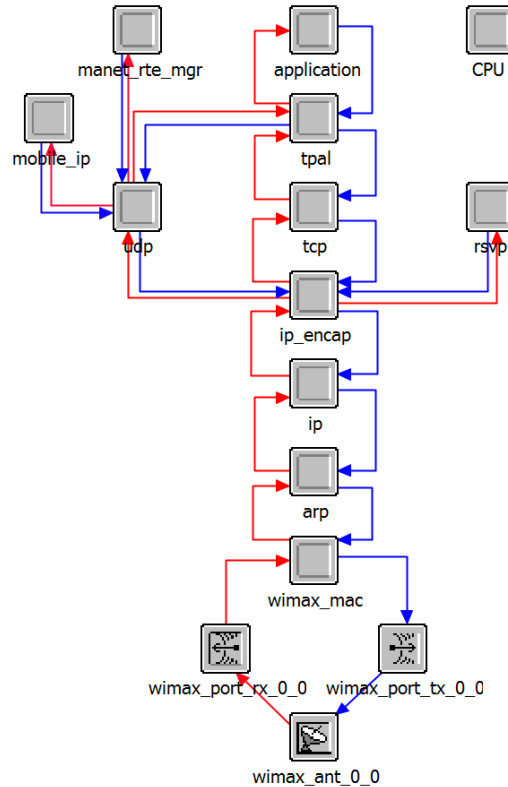 manet_rte_mgr
application
CPU
mobile_ip
tpal
udp
tcp
rsvp
ip_encap
ip
arp
wimax_mac
wimax_port_rx_0_0
wimax_port_tx_0_0
wimax_ant_0_0